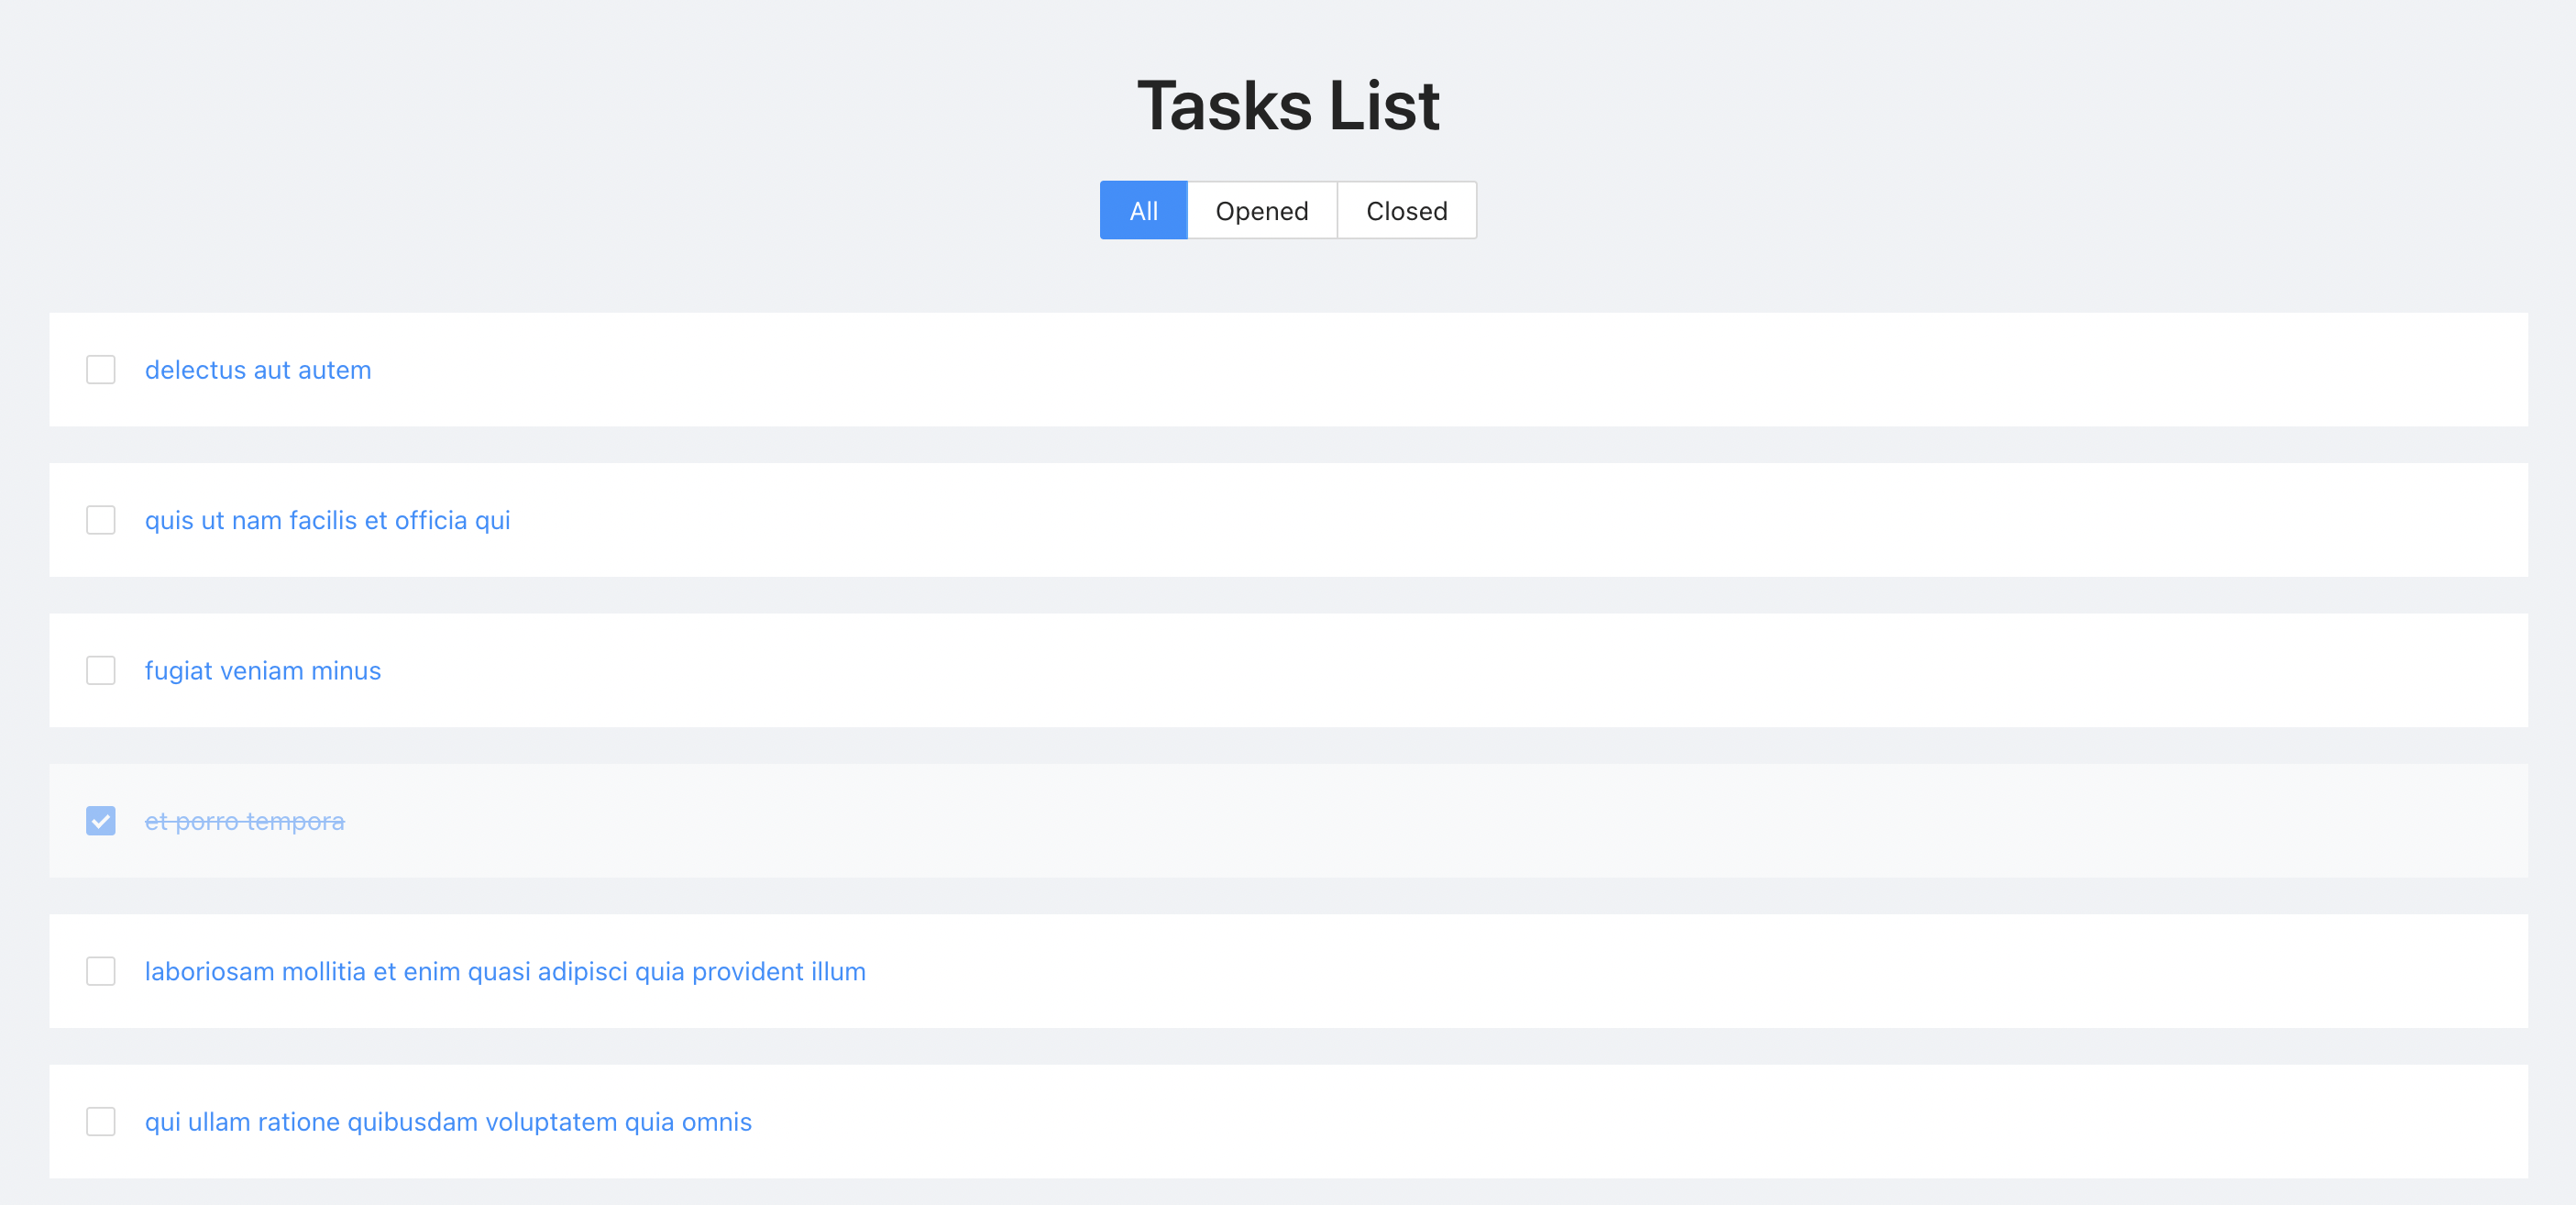 Tasks List
All Opened Closed
delectus aut autem
quis ut nam facilis et officia qui
fugiat veniam minus
et porro tempora
laboriosam mollitia et enim quasi adipisci quia provident illum
qui ullam ratione quibusdam voluptatem quia omnis